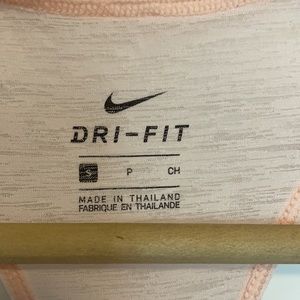 DRI-FIT
S P CH
MADE IN THAILAND
FABRIQUE EN THAILANDE